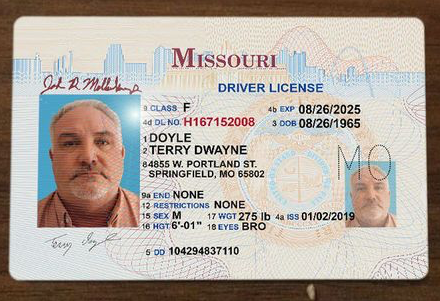 MISSOURI
DRIVER LICENSE
9 CLASS F
4b EXP 08/26/2025
4d DL NO. H167152008
3 DOB 08/26/1965
1 DOYLE
2 TERRY DWAYNE
8 4855 W. PORTLAND ST.
SPRINGFIELD, MO 65802
MO
9a END NONE
12 RESTRICTIONS NONE
15 SEX M 17 WGT 275 lb 4a ISS 01/02/2019
16 HGT 6'-01" 18 EYES BRO
5 DD 104294837110